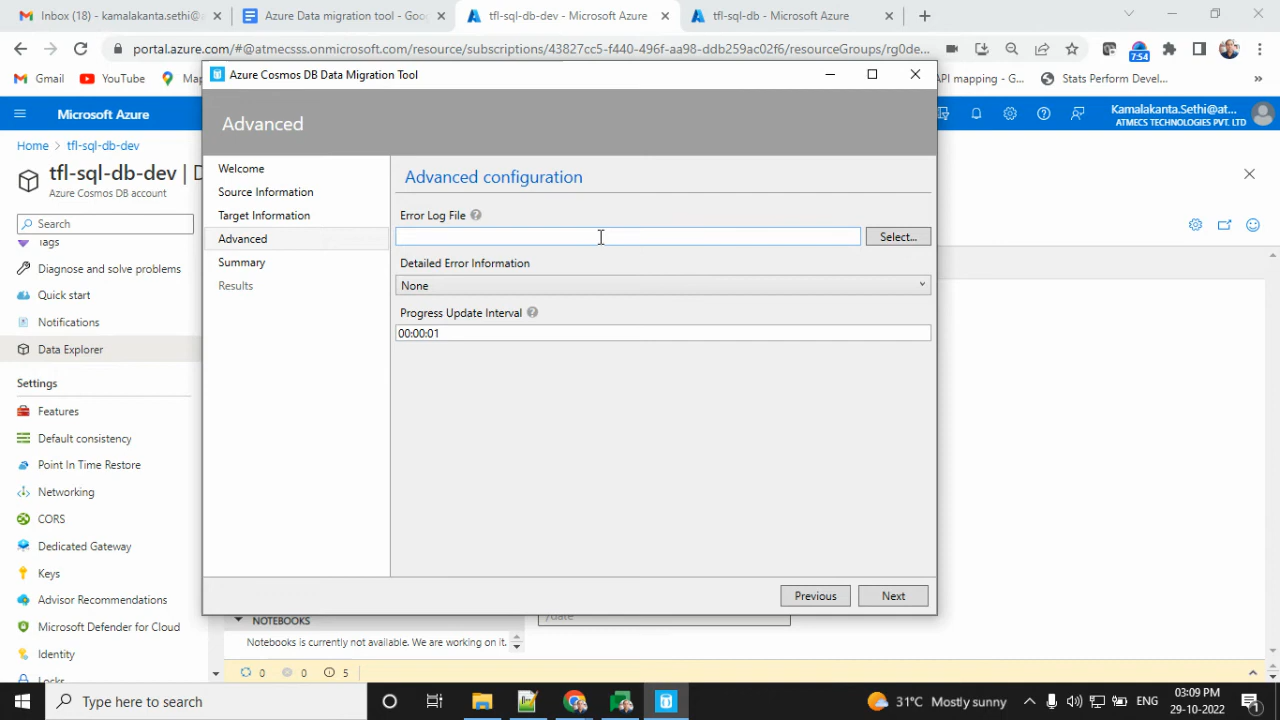 Inbox (18) - kamalakanta.sethi@
Azure Data migration tool - Goo
tfl-sql-db-dev - Microsoft Azure
tfl-sql-db - Microsoft Azure
portal.azure.com/#@atmecsss.onmicrosoft.com/resource/subscriptions/43827cc5-f440-496f-aa98-ddb259ac02f6/resourceGroups/rg0de...
7:54
Gmail
YouTube
Map
API mapping - G...
Stats Perform Devel...
»
Azure Cosmos DB Data Migration Tool
Microsoft Azure
Kamalakanta.Sethi@at...
ATMECS TECHNOLOGIES PVT. LTD
Advanced
Home > tfl-sql-db-dev
tfl-sql-db-dev | D
Azure Cosmos DB account
Search
Tags
Diagnose and solve problems
Quick start
Notifications
Data Explorer
Settings
Features
Default consistency
Point In Time Restore
Networking
CORS
Dedicated Gateway
Keys
Advisor Recommendations
Microsoft Defender for Cloud
Identity
Locks
Welcome
Source Information
Target Information
Advanced
Summary
Results
Advanced configuration
Error Log File
Select...
Detailed Error Information
None
Progress Update Interval
00:00:01
Previous
Next
NOTEBOOKS
/date
Notebooks is currently not available. We are working on it.
0 0 5
Type here to search
31°C Mostly sunny
ENG
03:09 PM
29-10-2022
1